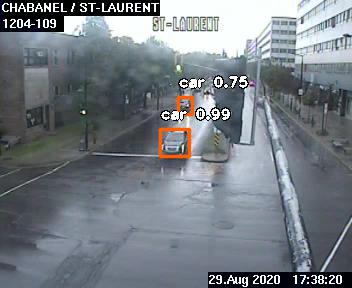 CHABANEL / ST-LAURENT
1204-109
ST-LAURENT
car 0.75
car 0.99
29.Aug 2020 17:38:20